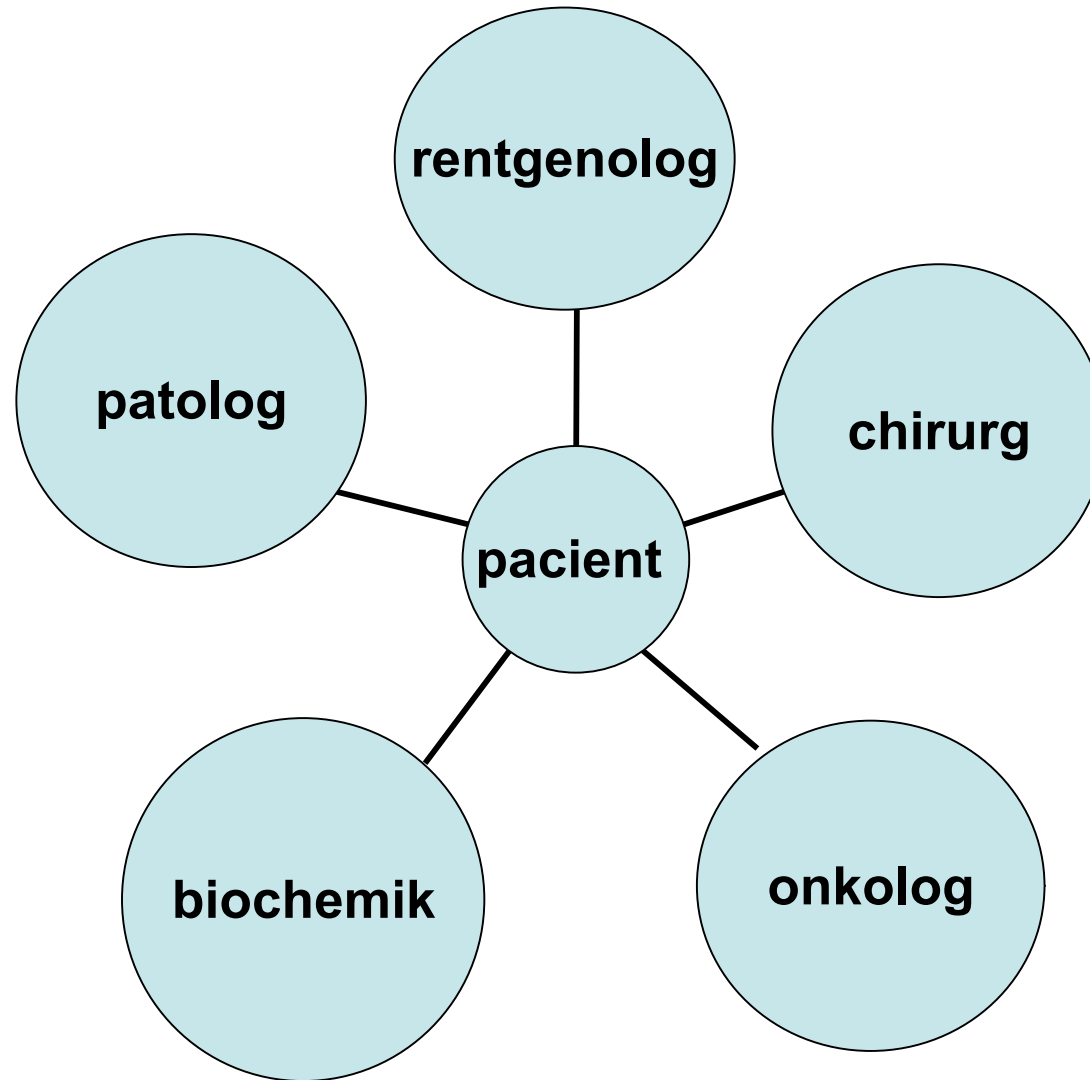 rentgenolog
patolog
chirurg
pacient
biochemik
onkolog